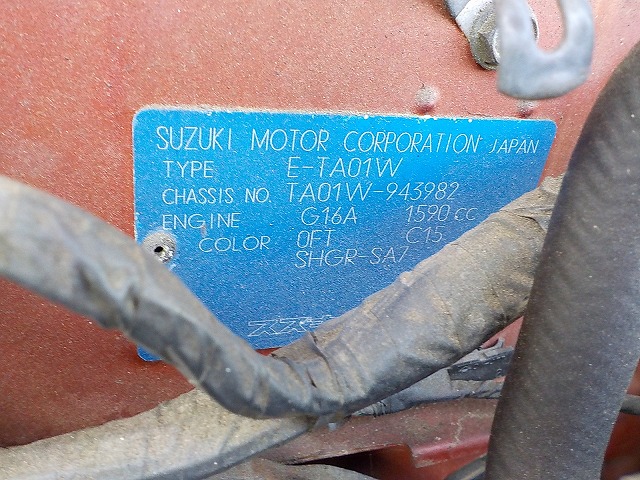 SUZUKI MOTOR CORPORATION JAPAN
TYPE E-TA01W
CHASSIS NO. TA01W-943982
ENGINE G16A 1590 cc
COLOR 0FT C15
SHGR-SA7